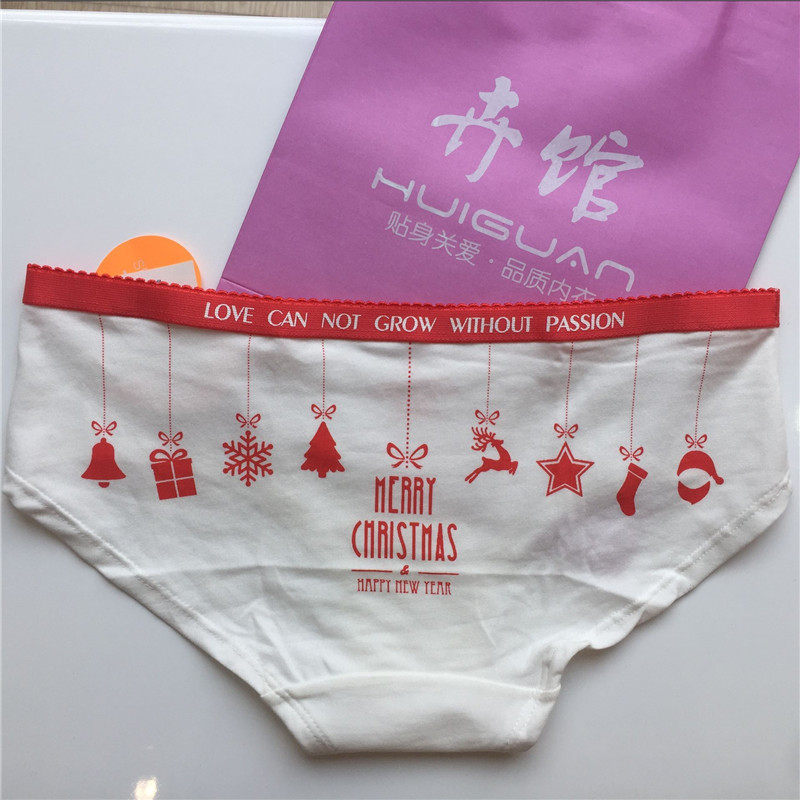 卉馆
HUIGUAN
贴身关爱·品质内衣
LOVE CAN NOT GROW WITHOUT PASSION
MERRY
CHRISTMAS
&
HAPPY NEW YEAR